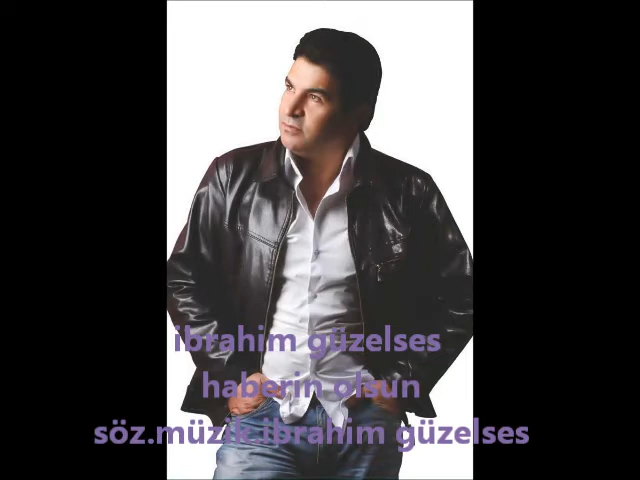 ibrahim güzelses
haberin olsun
söz.müzik.ibrahim güzelses